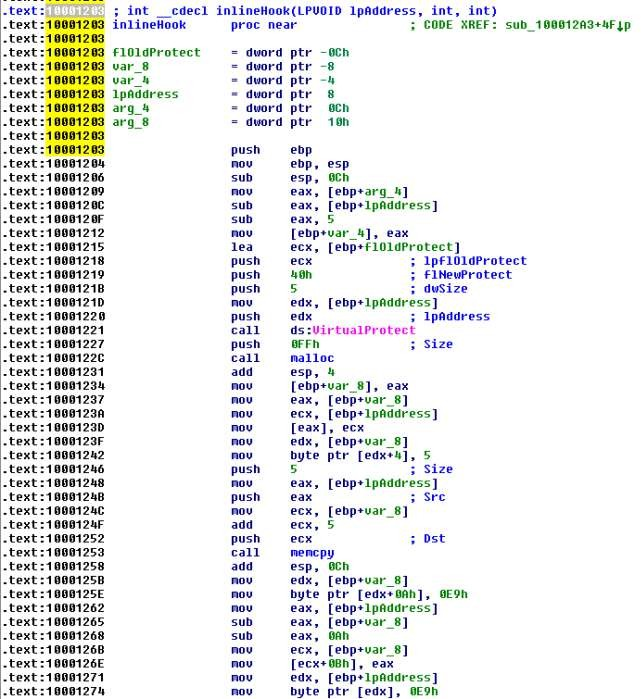 .text:10001203 ; int __cdecl inlineHook(LPVOID lpAddress, int, int)
.text:10001203 inlineHook proc near ; CODE XREF: sub_100012A3+4F↓p
.text:10001203
.text:10001203 flOldProtect = dword ptr -0Ch
.text:10001203 var_8 = dword ptr -8
.text:10001203 var_4 = dword ptr -4
.text:10001203 lpAddress = dword ptr 8
.text:10001203 arg_4 = dword ptr 0Ch
.text:10001203 arg_8 = dword ptr 10h
.text:10001203
.text:10001203 push ebp
.text:10001204 mov ebp, esp
.text:10001206 sub esp, 0Ch
.text:10001209 mov eax, [ebp+arg_4]
.text:1000120C sub eax, [ebp+lpAddress]
.text:1000120F sub eax, 5
.text:10001212 mov [ebp+var_4], eax
.text:10001215 lea ecx, [ebp+flOldProtect]
.text:10001218 push ecx ; lpflOldProtect
.text:10001219 push 40h ; flNewProtect
.text:1000121B push 5 ; dwSize
.text:1000121D mov edx, [ebp+lpAddress]
.text:10001220 push edx ; lpAddress
.text:10001221 call ds:VirtualProtect
.text:10001227 push 0FFh ; Size
.text:1000122C call malloc
.text:10001231 add esp, 4
.text:10001234 mov [ebp+var_8], eax
.text:10001237 mov eax, [ebp+var_8]
.text:1000123A mov ecx, [ebp+lpAddress]
.text:1000123D mov [eax], ecx
.text:1000123F mov edx, [ebp+var_8]
.text:10001242 mov byte ptr [edx+4], 5
.text:10001246 push 5 ; Size
.text:10001248 mov eax, [ebp+lpAddress]
.text:1000124B push eax ; Src
.text:1000124C mov ecx, [ebp+var_8]
.text:1000124F add ecx, 5
.text:10001252 push ecx ; Dst
.text:10001253 call memcpy
.text:10001258 add esp, 0Ch
.text:1000125B mov edx, [ebp+var_8]
.text:1000125E mov byte ptr [edx+0Ah], 0E9h
.text:10001262 mov eax, [ebp+lpAddress]
.text:10001265 sub eax, [ebp+var_8]
.text:10001268 sub eax, 0Ah
.text:1000126B mov ecx, [ebp+var_8]
.text:1000126E mov [ecx+0Bh], eax
.text:10001271 mov edx, [ebp+lpAddress]
.text:10001274 mov byte ptr [edx], 0E9h